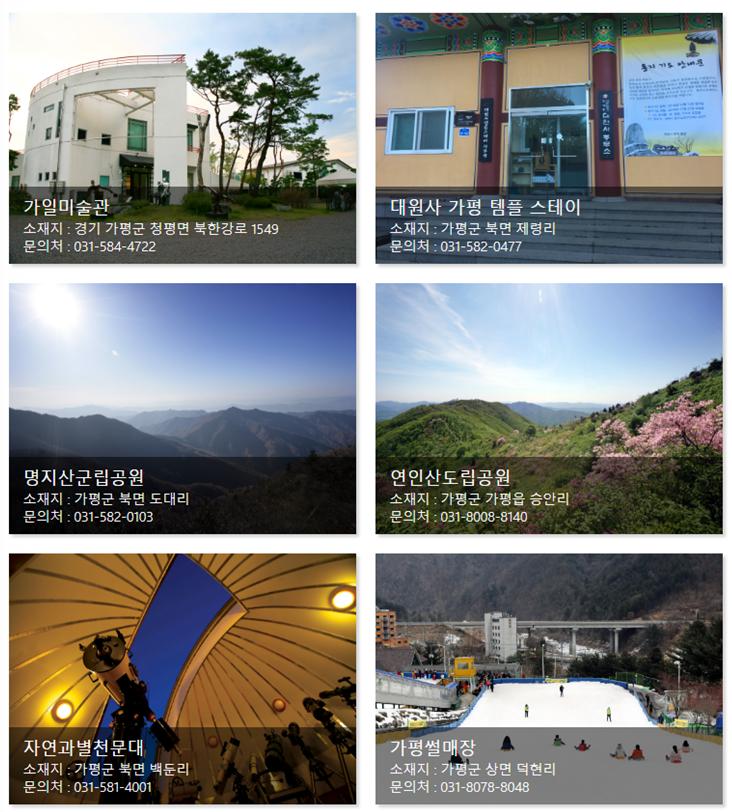 가일미술관
소재지 : 경기 가평군 청평면 북한강로 1549
문의처 : 031-584-4722
대원사 가평 템플 스테이
소재지 : 가평군 북면 제령리
문의처 : 031-582-0477
명지산군립공원
소재지 : 가평군 북면 도대리
문의처 : 031-582-0103
연인산도립공원
소재지 : 가평군 가평읍 승안리
문의처 : 031-8008-8140
자연과별천문대
소재지 : 가평군 북면 백둔리
문의처 : 031-581-4001
가평썰매장
소재지 : 가평군 상면 덕현리
문의처 : 031-8078-8048